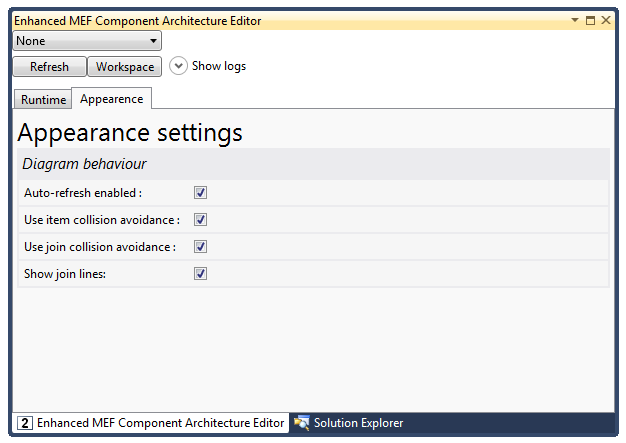 Enhanced MEF Component Architecture Editor
None
Refresh Workspace Show logs
Runtime Appearence
Appearance settings
Diagram behaviour
Auto-refresh enabled :
Use item collision avoidance :
Use join collision avoidance :
Show join lines:
2 Enhanced MEF Component Architecture Editor Solution Explorer